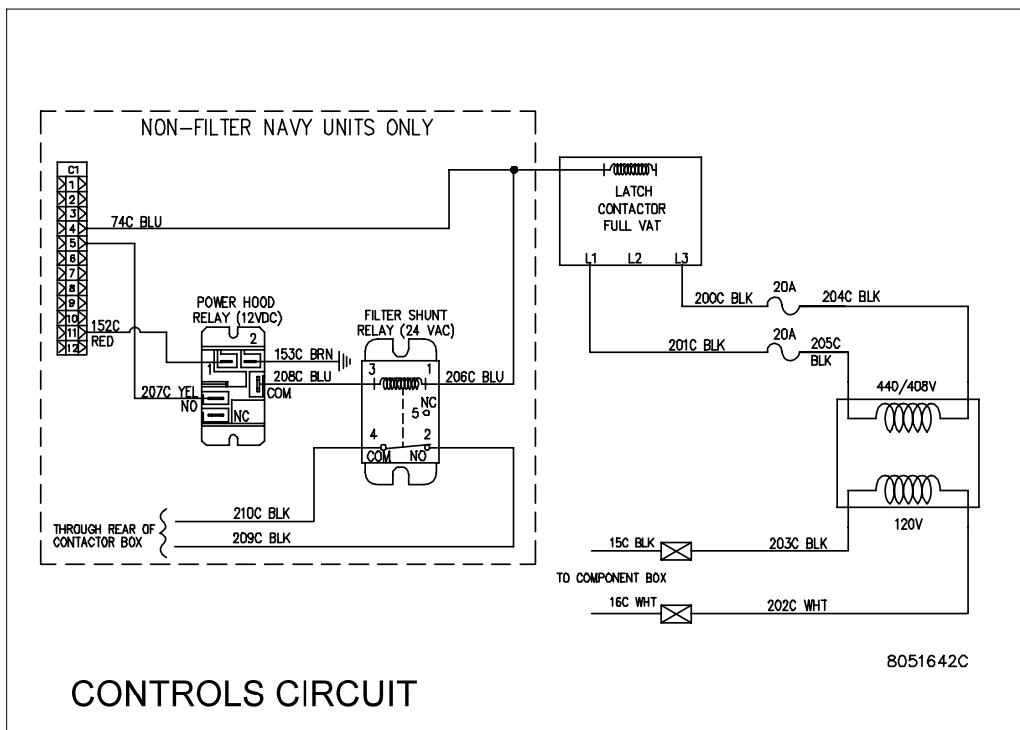 NON-FILTER NAVY UNITS ONLY
C1
1
2
3
4
5
6
7
8
9
10
11
12
74C BLU
152C
RED
POWER HOOD
RELAY (12VDC)
2
1
153C BRN
208C BLU
COM
207C YEL
NO
NC
FILTER SHUNT
RELAY (24 VAC)
3
1
206C BLU
NC
5
4
2
COM
NO
210C BLK
209C BLK
THROUGH REAR OF
CONTACTOR BOX
LATCH
CONTACTOR
FULL VAT
L1
L2
L3
200C BLK
20A
204C BLK
201C BLK
20A
205C
BLK
440/408V
120V
15C BLK
203C BLK
TO COMPONENT BOX
16C WHT
202C WHT
8051642C
CONTROLS CIRCUIT